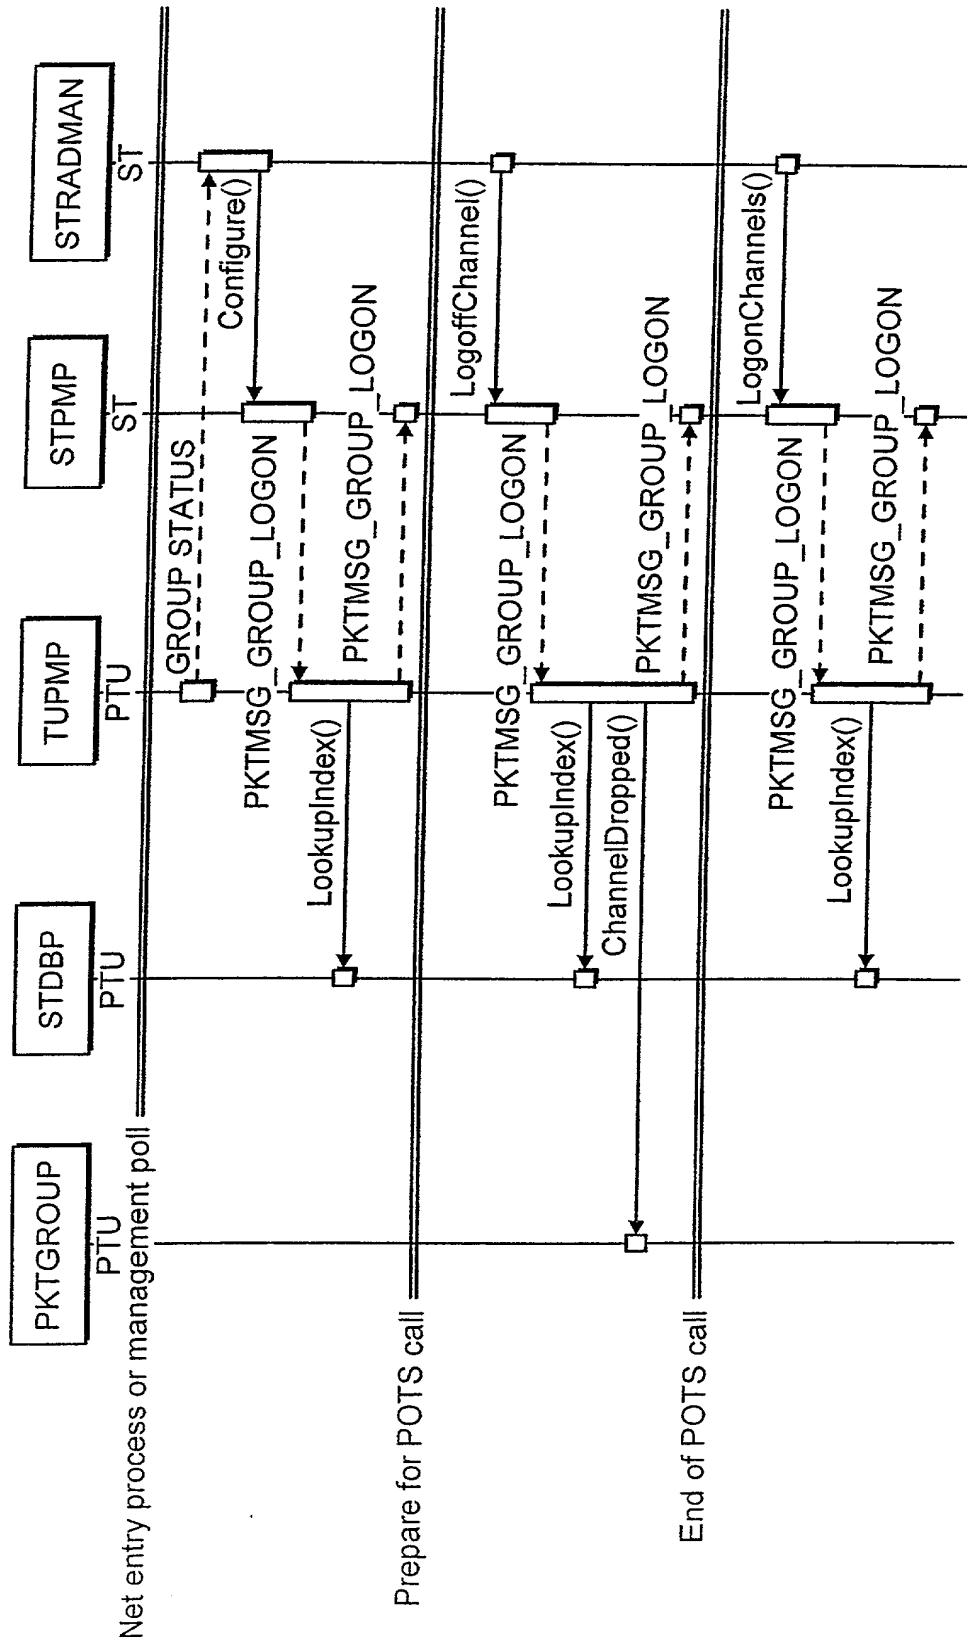 PKTGROUP
PTU
STDBP
PTU
TUPMP
PTU
STPMP
ST
STRADMAN
ST
Net entry process or management poll
GROUP STATUS
Configure()
PKTMSG_GROUP_LOGON
LookupIndex()
PKTMSG_GROUP_LOGON
Prepare for POTS call
LogoffChannel()
PKTMSG_GROUP_LOGON
LookupIndex()
ChannelDropped()
PKTMSG_GROUP_LOGON
End of POTS call
LogonChannels()
PKTMSG_GROUP_LOGON
LookupIndex()
PKTMSG_GROUP_LOGON